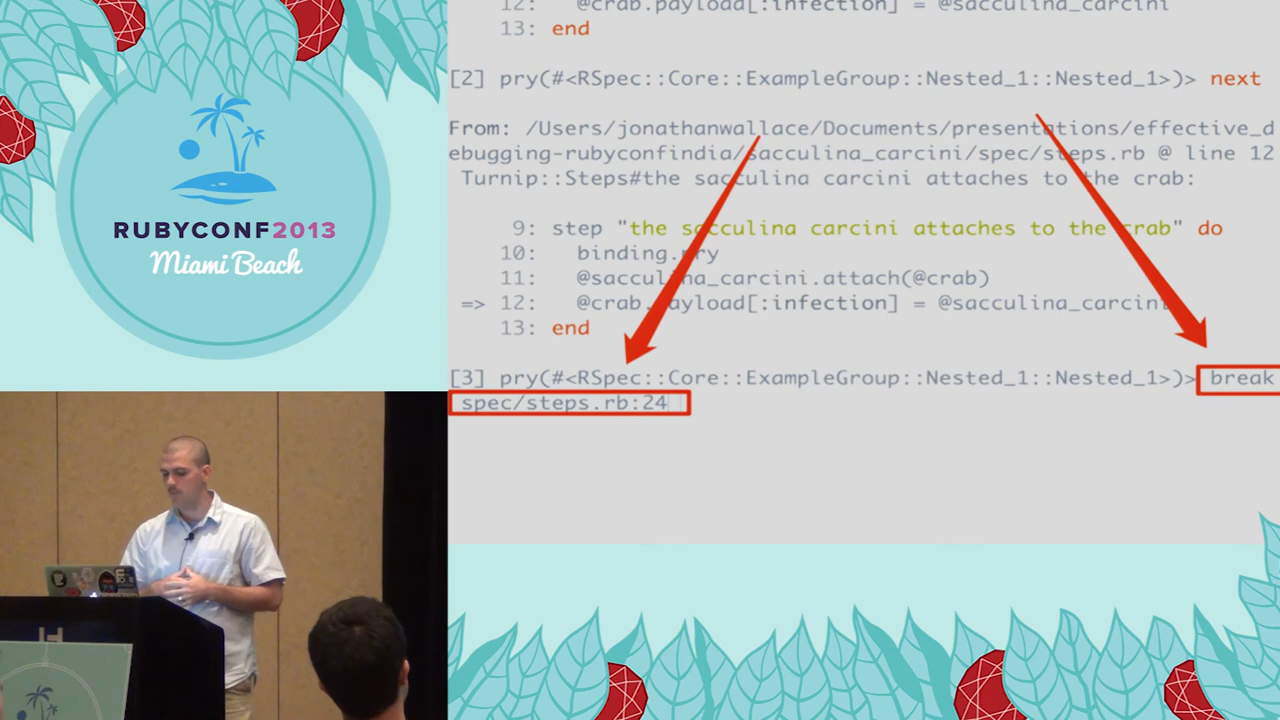 RUBYCONF2013
Miami Beach
12: @crab.payload[:infection] = @sacculina_carcini
13: end
[2] pry(#<RSpec::Core::ExampleGroup::Nested_1::Nested_1>)> next
From: /Users/jonathanwallace/Documents/presentations/effective_d
ebugging-rubyconfindia/sacculina_carcini/spec/steps.rb @ line 12
Turnip::Steps#the sacculina carcini attaches to the crab:
9: step "the sacculina carcini attaches to the crab" do
10: binding.pry
11: @sacculina_carcini.attach(@crab)
=> 12: @crab.payload[:infection] = @sacculina_carcini
13: end
[3] pry(#<RSpec::Core::ExampleGroup::Nested_1::Nested_1>)> break
spec/steps.rb:24